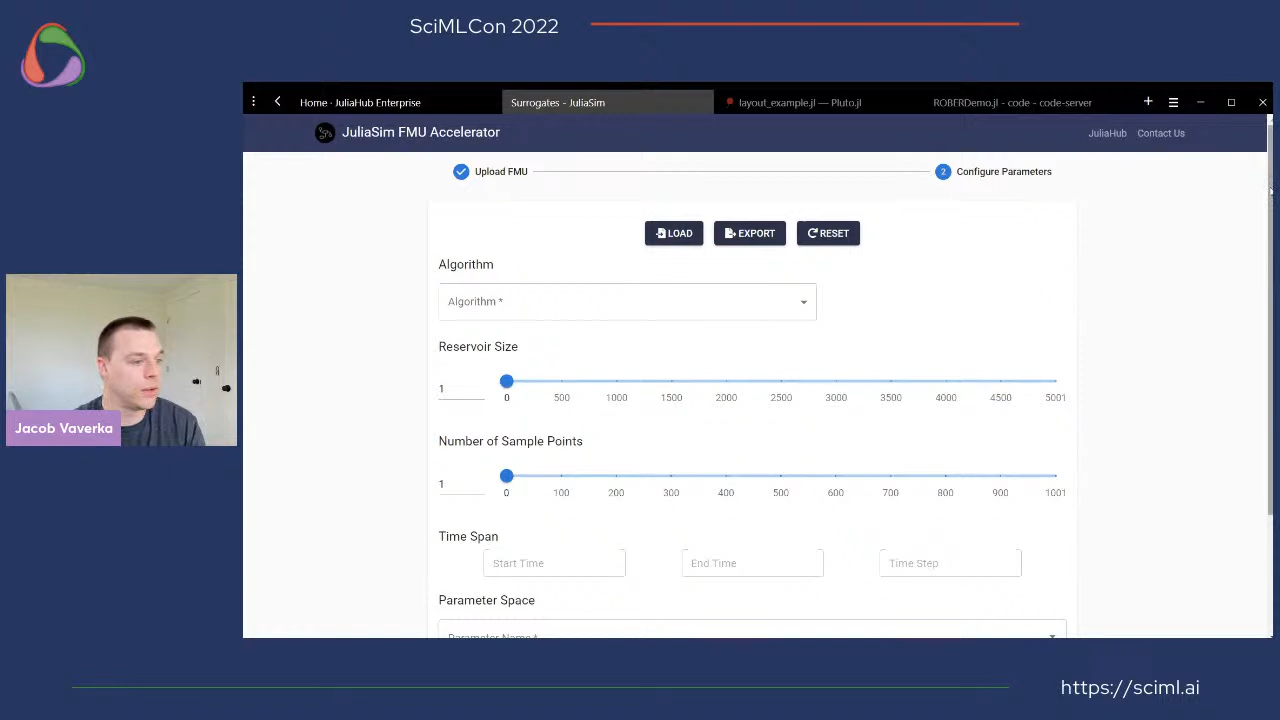 SciMLCon 2022
Home · JuliaHub Enterprise
Surrogates - JuliaSim
layout_example.jl — Pluto.jl
ROBERDemo.jl - code - code-server
JuliaSim FMU Accelerator
JuliaHub
Contact Us
Upload FMU
2
Configure Parameters
LOAD
EXPORT
RESET
Algorithm
Algorithm *
Reservoir Size
1
0
500
1000
1500
2000
2500
3000
3500
4000
4500
5001
Jacob Vaverka
Number of Sample Points
1
0
100
200
300
400
500
600
700
800
900
1001
Time Span
Start Time
End Time
Time Step
Parameter Space
Parameter Name *
https://sciml.ai